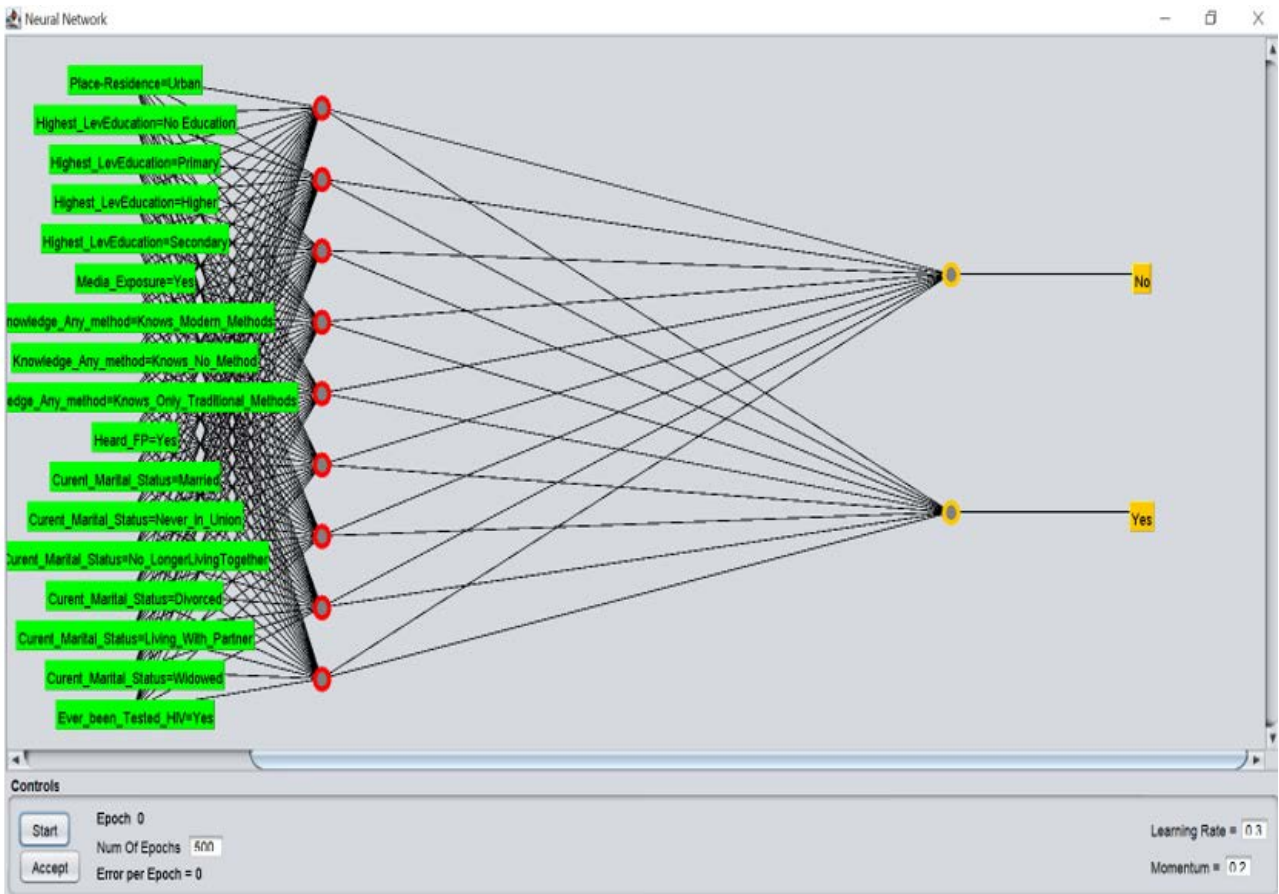 Neural Network
Place-Residence=Urban
Highest_LevEducation=No Education
Highest_LevEducation=Primary
Highest_LevEducation=Higher
Highest_LevEducation=Secondary
Media_Exposure=Yes
nowledge_Any_method=Knows_Modern_Methods
Knowledge_Any_method=Knows_No_Method
edge_Any_method=Knows_Only_Traditional_Methods
Heard_FP=Yes
Curent_Marital_Status=Married
Curent_Marital_Status=Never_In_Union
Curent_Marital_Status=No_LongerLivingTogether
Curent_Marital_Status=Divorced
Curent_Marital_Status=Living_With_Partner
Curent_Marital_Status=Widowed
Ever_been_Tested_HIV=Yes
No
Yes
Controls
Start
Accept
Epoch 0
Num Of Epochs 500
Error per Epoch = 0
Learning Rate = 0.3
Momentum = 0.2